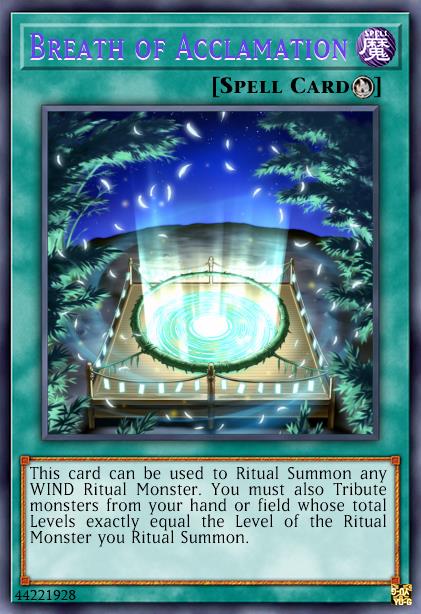 BREATH OF ACCLAMATION
SPELL
魔
[SPELL CARD]
This card can be used to Ritual Summon any
WIND Ritual Monster. You must also Tribute
monsters from your hand or field whose total
Levels exactly equal the Level of the Ritual
Monster you Ritual Summon.
44221928